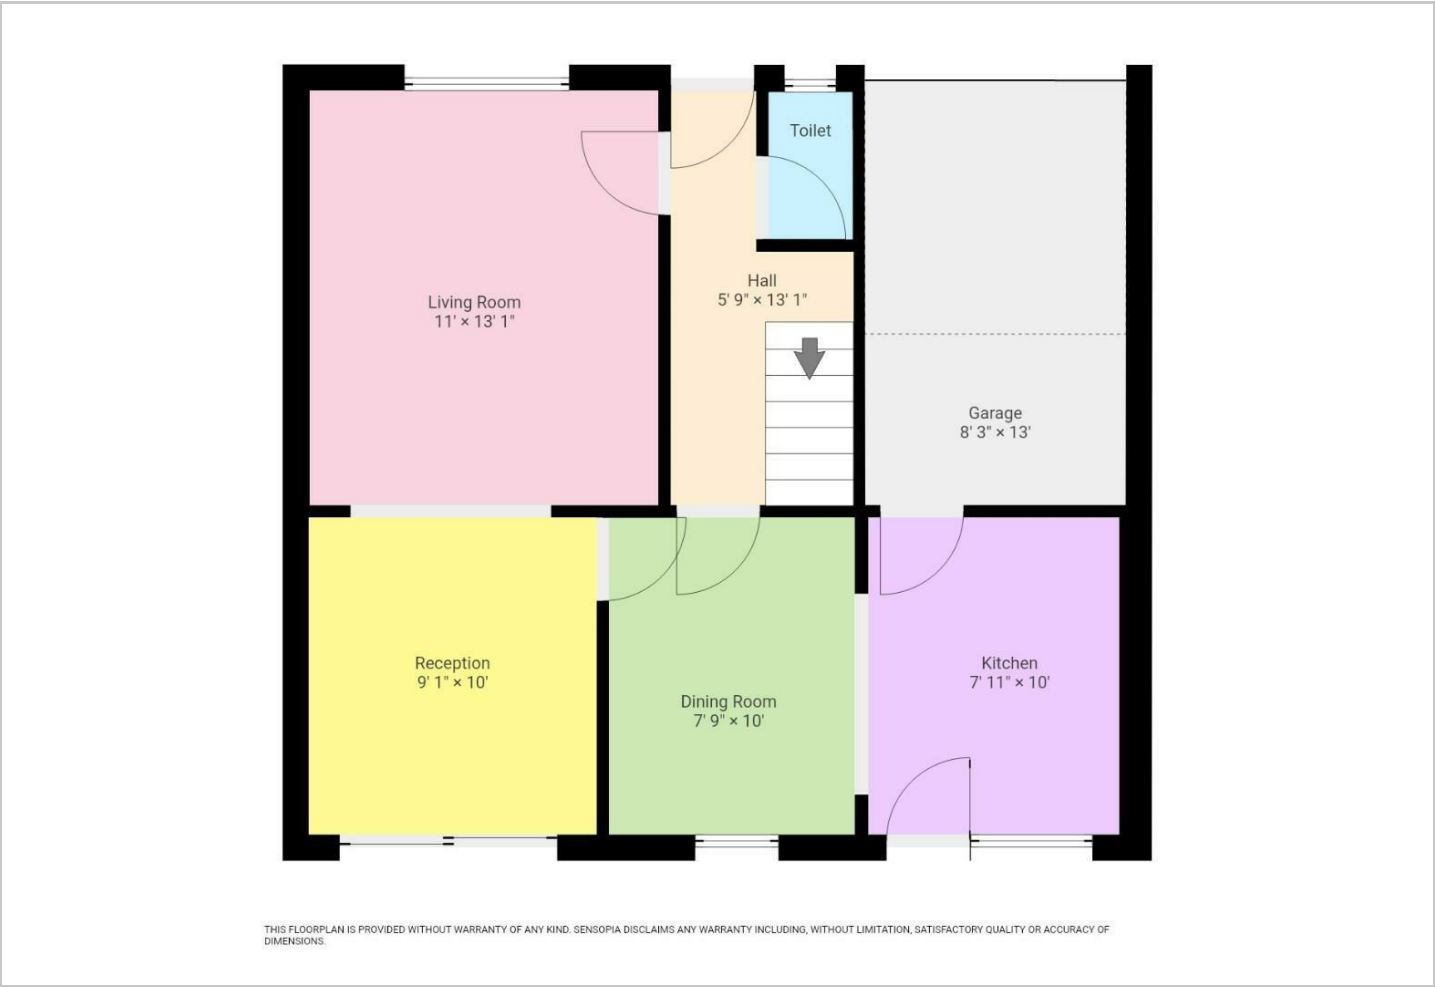 Toilet
Hall
5' 9" × 13' 1"
Living Room
11' × 13' 1"
Garage
8' 3" × 13'
Reception
9' 1" × 10'
Kitchen
7' 11" × 10'
Dining Room
7' 9" × 10'
THIS FLOORPLAN IS PROVIDED WITHOUT WARRANTY OF ANY KIND. SENSOPIA DISCLAIMS ANY WARRANTY INCLUDING, WITHOUT LIMITATION, SATISFACTORY QUALITY OR ACCURACY OF
DIMENSIONS.